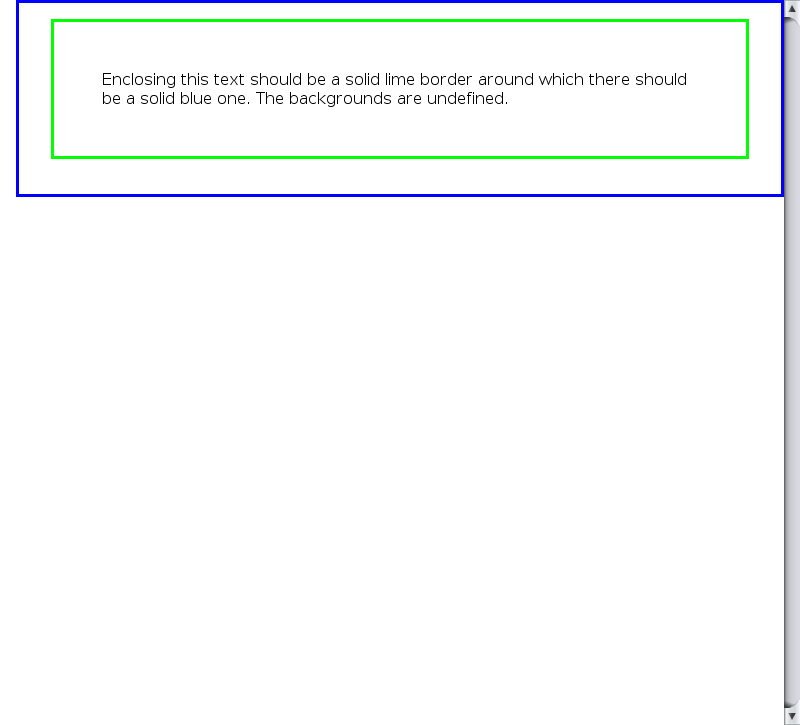 Enclosing this text should be a solid lime border around which there should
be a solid blue one. The backgrounds are undefined.